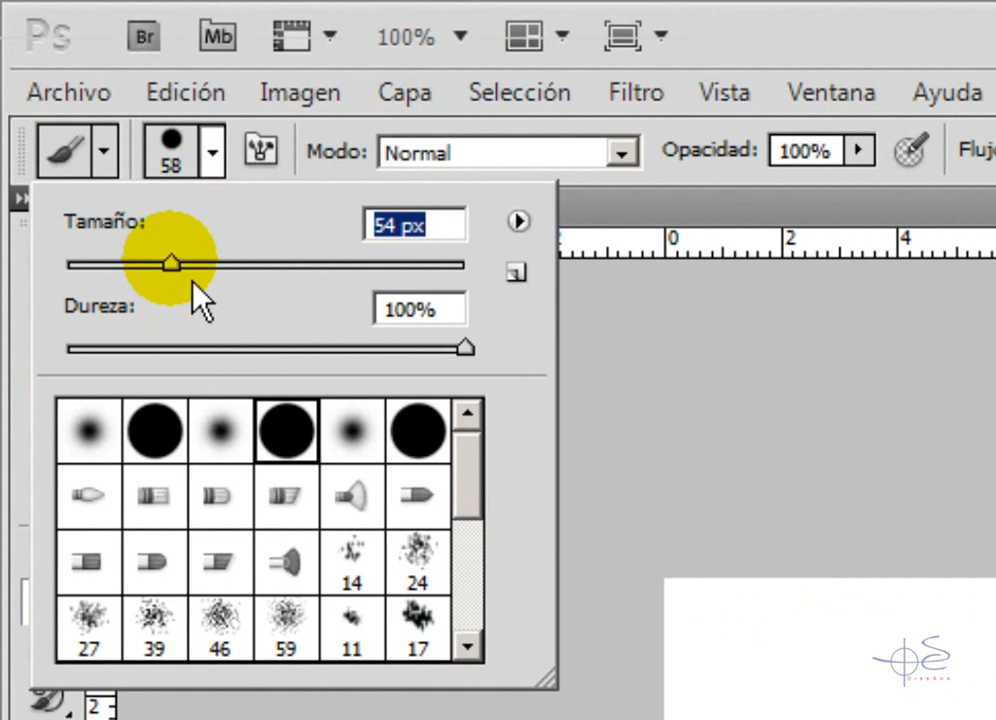 Ps Br Mb 100%
Archivo Edición Imagen Capa Selección Filtro Vista Ventana Ayuda
58 Modo: Normal Opacidad: 100% Flujo
Tamaño: 54 px
0 2 4
Dureza: 100%
14 24
27 39 46 59 11 17
2